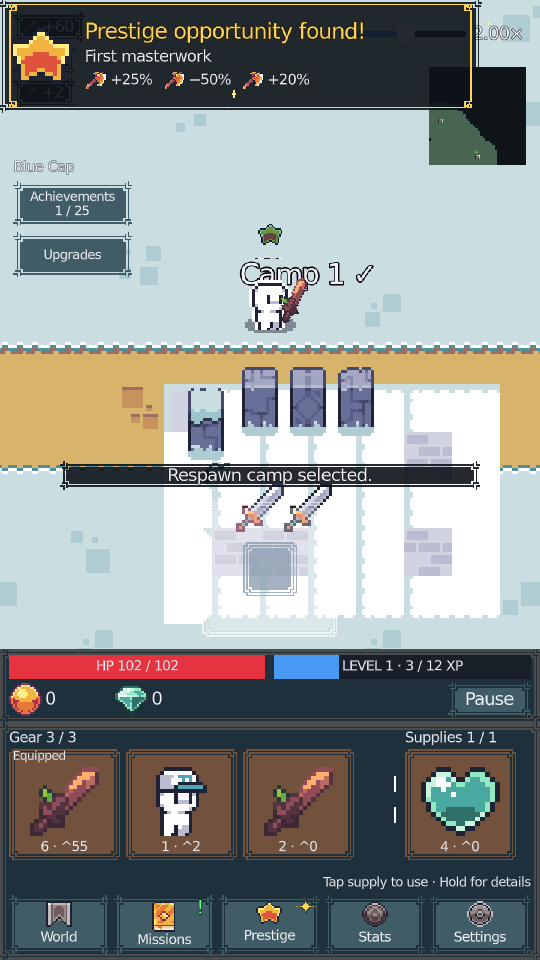 Prestige opportunity found!
First masterwork
+25% −50% +20%
+60
2.00×
+2
Blue Cap
Achievements
1 / 25
Upgrades
Camp 1 ✓
Respawn camp selected.
HP 102 / 102
LEVEL 1 · 3 / 12 XP
0
0
Pause
Gear 3 / 3
Supplies 1 / 1
Equipped
6 · ^55
1 · ^2
2 · ^0
4 · ^0
Tap supply to use · Hold for details
World
Missions
!
Prestige
Stats
Settings